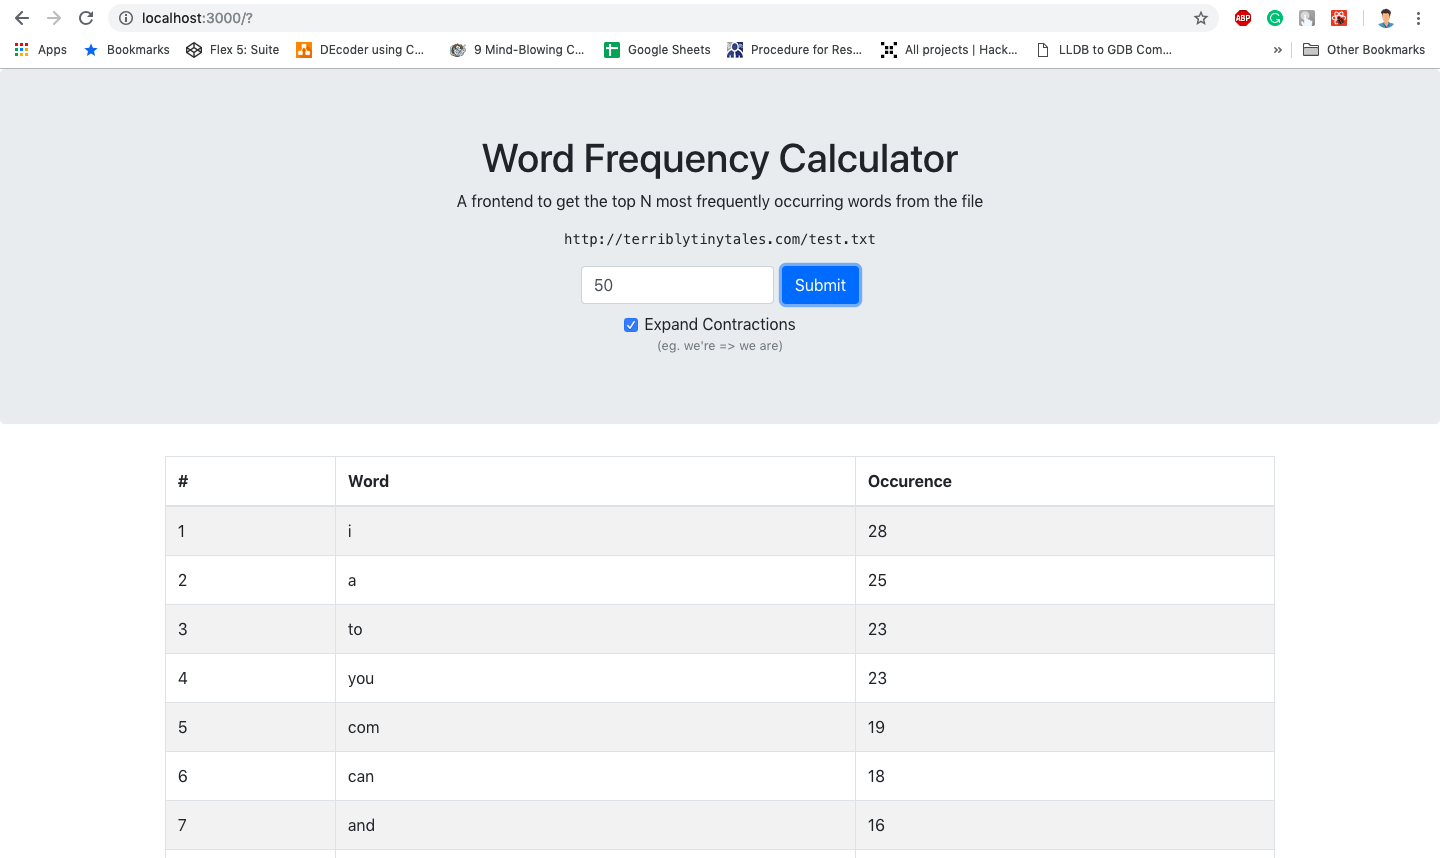 localhost:3000/?
ABP
Apps Bookmarks Flex 5: Suite DEcoder using C... 9 Mind-Blowing C... Google Sheets Procedure for Res... All projects | Hack... LLDB to GDB Com... » Other Bookmarks
Word Frequency Calculator
A frontend to get the top N most frequently occurring words from the file
http://terriblytinytales.com/test.txt
50 Submit
Expand Contractions
(eg. we're => we are)
# Word Occurence
1 i 28
2 a 25
3 to 23
4 you 23
5 com 19
6 can 18
7 and 16